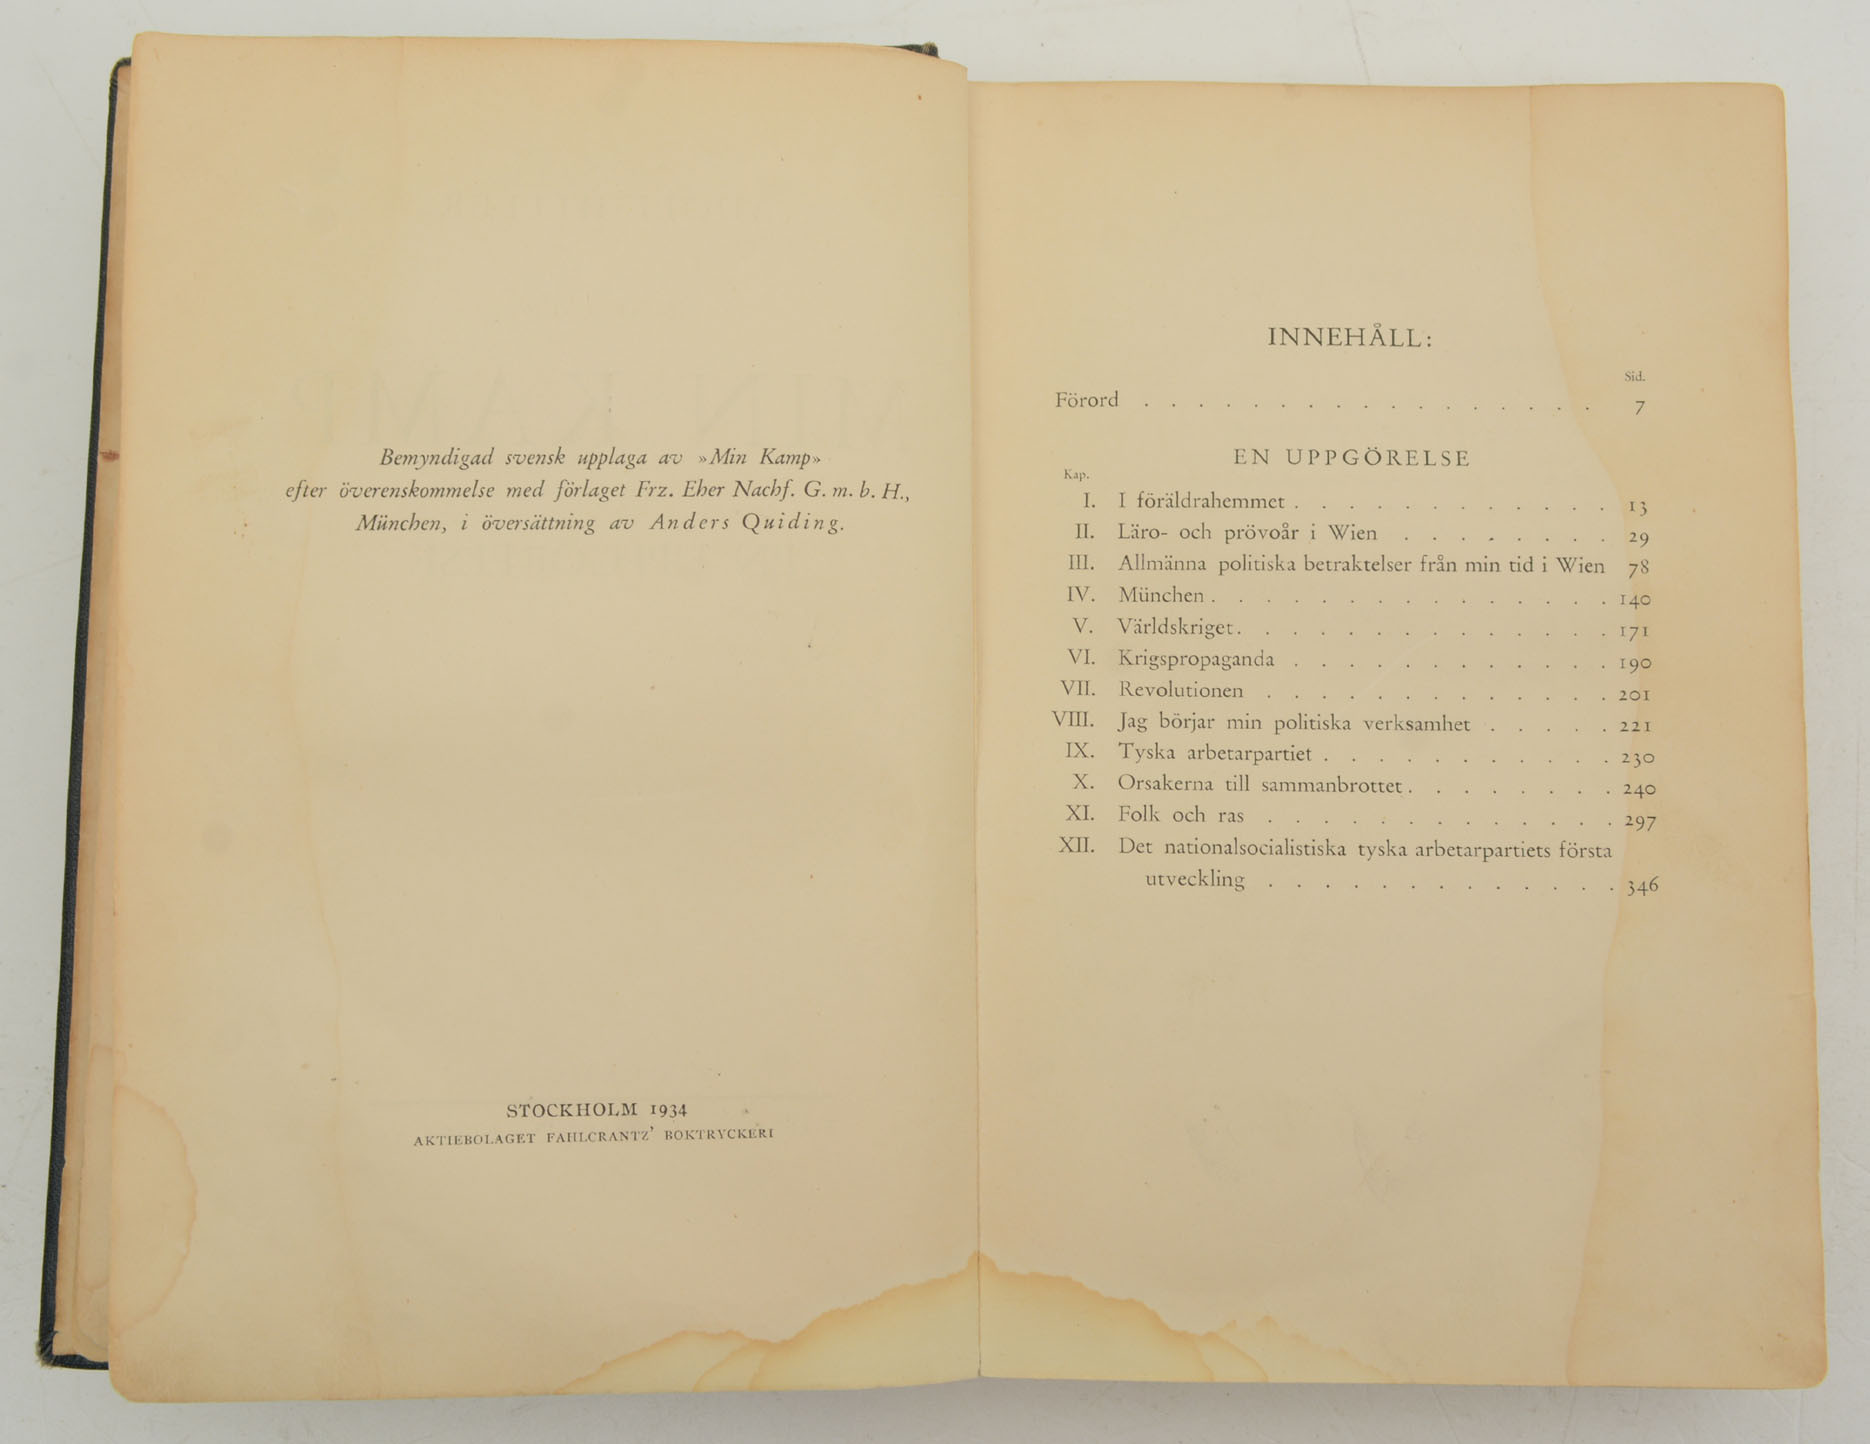 Bemyndigad svensk upplaga av »Min Kamp»
efter överenskommelse med förlaget Frz. Eher Nachf. G. m. b. H.,
München, i översättning av Anders Quiding.
STOCKHOLM 1934
AKTIEBOLAGET FAHLCRANTZ' BOKTRYCKERI
INNEHÅLL:
Sid.
Förord . . . . . . . . . . . . . . . . . 7
EN UPPGÖRELSE
Kap.
I. I föräldrahemmet . . . . . . . . . . . . 13
II. Läro- och prövoår i Wien . . . . . . . . 29
III. Allmänna politiska betraktelser från min tid i Wien 78
IV. München . . . . . . . . . . . . . . . 140
V. Världskriget. . . . . . . . . . . . . . 171
VI. Krigspropaganda . . . . . . . . . . . . 190
VII. Revolutionen . . . . . . . . . . . . . 201
VIII. Jag börjar min politiska verksamhet . . . . . 221
IX. Tyska arbetarpartiet . . . . . . . . . . . 230
X. Orsakerna till sammanbrottet . . . . . . . . 240
XI. Folk och ras . . . . . . . . . . . . . 297
XII. Det nationalsocialistiska tyska arbetarpartiets första
utveckling . . . . . . . . . . . . . 346